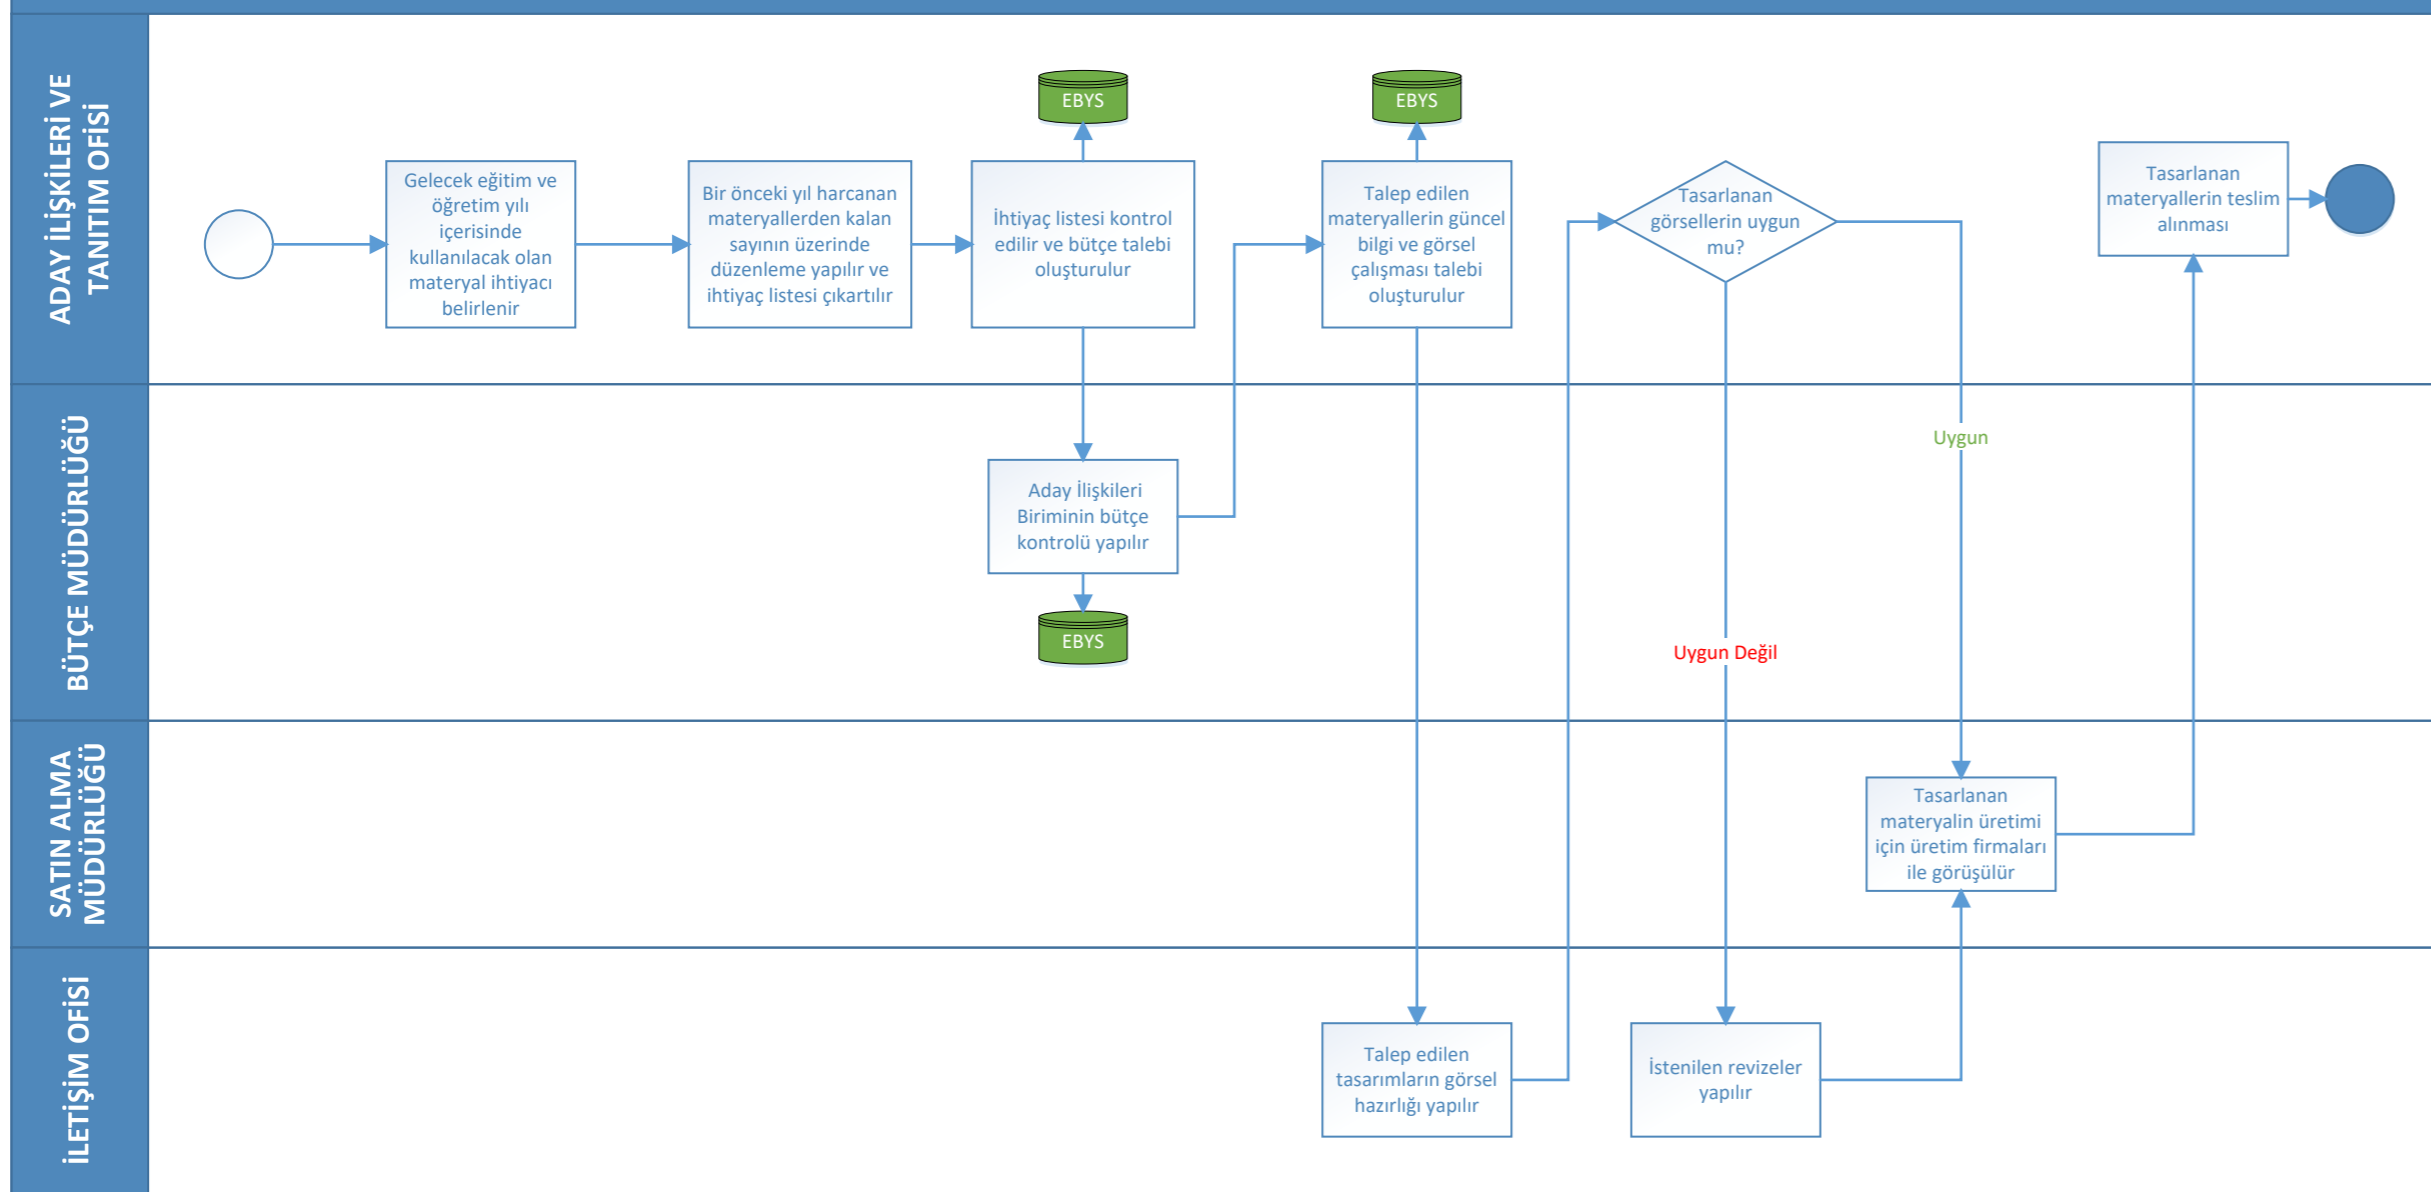 ADAY İLİŞKİLERİ VE
TANITIM OFİSİ
EBYS
EBYS
Gelecek eğitim ve
öğretim yılı
içerisinde
kullanılacak olan
materyal ihtiyacı
belirlenir
Bir önceki yıl harcanan
materyallerden kalan
sayının üzerinde
düzenleme yapılır ve
ihtiyaç listesi çıkartılır
İhtiyaç listesi kontrol
edilir ve bütçe talebi
oluşturulur
Talep edilen
materyallerin güncel
bilgi ve görsel
çalışması talebi
oluşturulur
Tasarlanan
görsellerin uygun
mu?
Tasarlanan
materyallerin teslim
alınması
BÜTÇE MÜDÜRLÜĞÜ
Aday İlişkileri
Biriminin bütçe
kontrolü yapılır
EBYS
Uygun
Uygun Değil
SATIN ALMA
MÜDÜRLÜĞÜ
Tasarlanan
materyalin üretimi
için üretim firmaları
ile görüşülür
İLETİŞİM OFİSİ
Talep edilen
tasarımların görsel
hazırlığı yapılır
İstenilen revizeler
yapılır